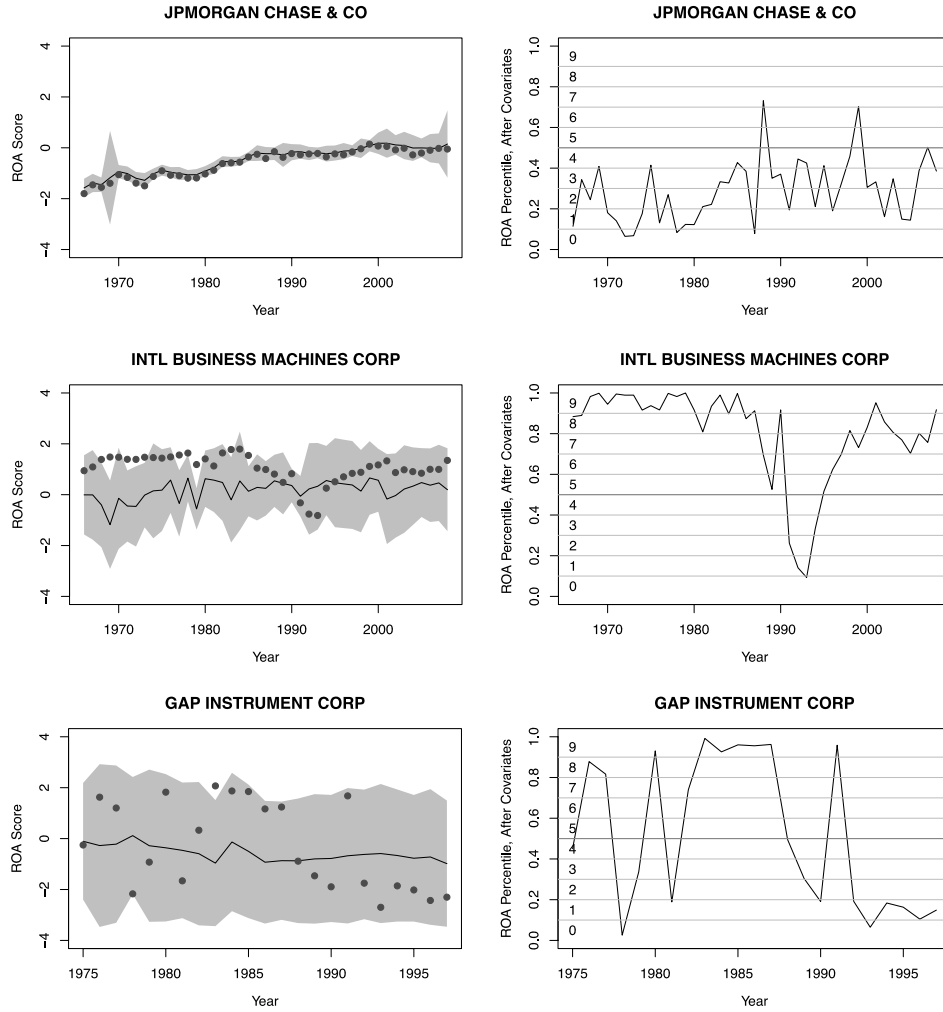 JPMORGAN CHASE & CO
ROA Score
4
2
0
−2
−4
1970 1980 1990 2000
Year
JPMORGAN CHASE & CO
ROA Percentile, After Covariates
1.0
0.8
0.6
0.4
0.2
0.0
9
8
7
6
5
4
3
2
1
0
1970 1980 1990 2000
Year
INTL BUSINESS MACHINES CORP
ROA Score
4
2
0
−2
−4
1970 1980 1990 2000
Year
INTL BUSINESS MACHINES CORP
ROA Percentile, After Covariates
1.0
0.8
0.6
0.4
0.2
0.0
9
8
7
6
5
4
3
2
1
0
1970 1980 1990 2000
Year
GAP INSTRUMENT CORP
ROA Score
4
2
0
−2
−4
1975 1980 1985 1990 1995
Year
GAP INSTRUMENT CORP
ROA Percentile, After Covariates
1.0
0.8
0.6
0.4
0.2
0.0
9
8
7
6
5
4
3
2
1
0
1975 1980 1985 1990 1995
Year